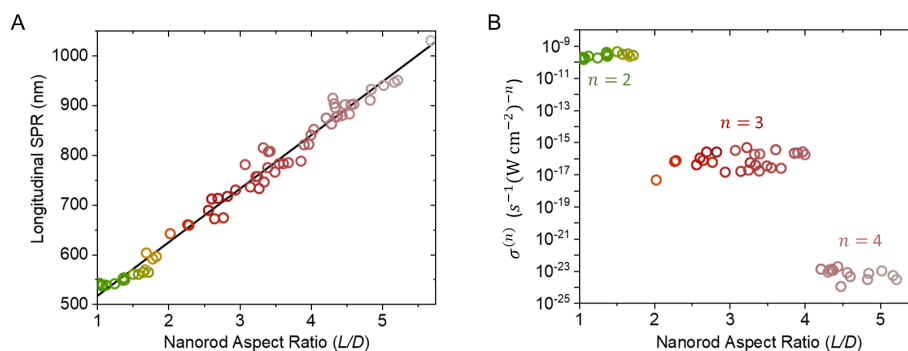 A
Longitudinal SPR (nm)
1000
900
800
700
600
500
1 2 3 4 5
Nanorod Aspect Ratio (L/D)
B
σ⁽ⁿ⁾ (s⁻¹(W cm⁻²)⁻ⁿ)
10⁻⁹
10⁻¹¹
10⁻¹³
10⁻¹⁵
10⁻¹⁷
10⁻¹⁹
10⁻²¹
10⁻²³
10⁻²⁵
n = 2
n = 3
n = 4
1 2 3 4 5
Nanorod Aspect Ratio (L/D)